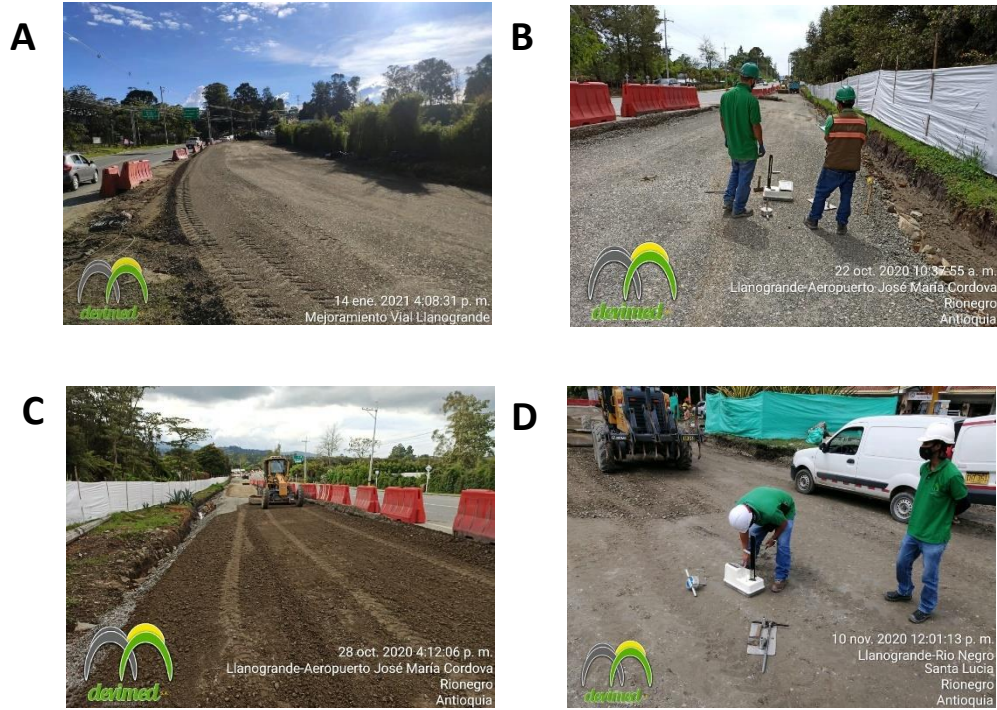 A
devimed
14 ene. 2021 4:08:31 p. m.
Mejoramiento Vial Llanogrande
B
devimed
22 oct. 2020 10:37:55 a. m.
Llanogrande-Aeropuerto José María Cordova
Rionegro
Antioquia
C
devimed
28 oct. 2020 4:12:06 p. m.
Llanogrande-Aeropuerto José María Cordova
Rionegro
Antioquia
D
devimed
10 nov. 2020 12:01:13 p. m.
Llanogrande-Rio Negro
Santa Lucia
Rionegro
Antioquia